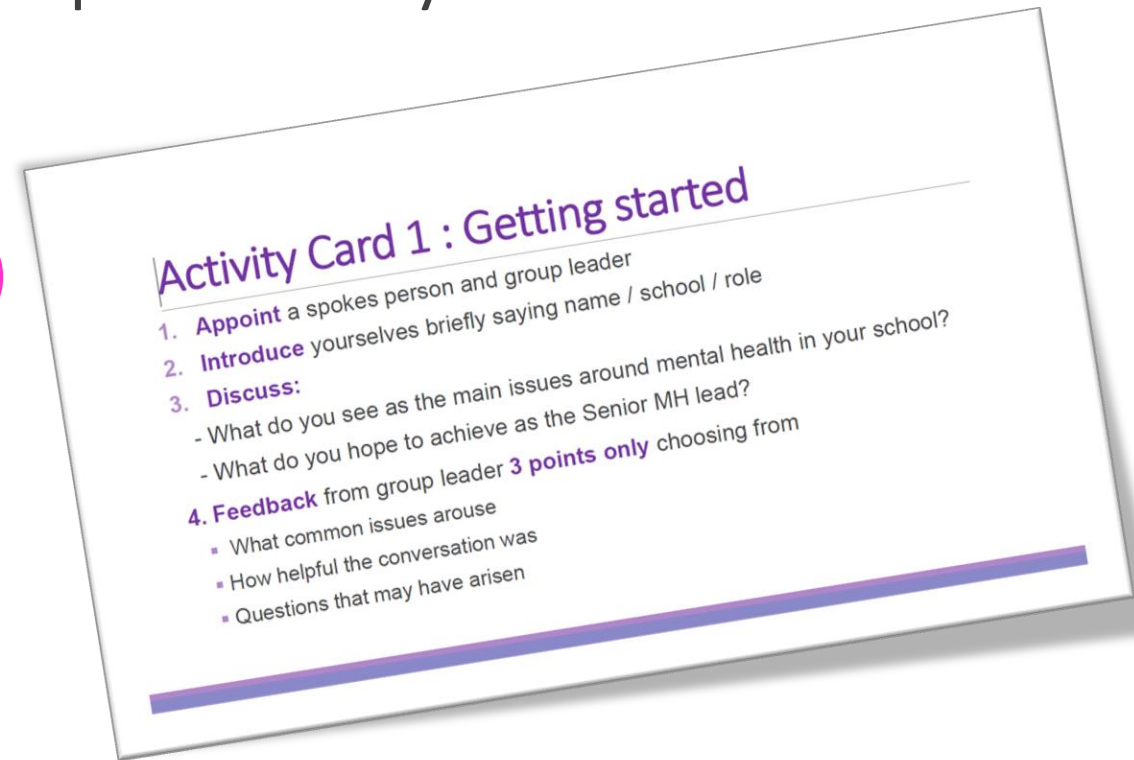 Activity Card 1 : Getting started
1. Appoint a spokes person and group leader
2. Introduce yourselves briefly saying name / school / role
3. Discuss:
- What do you see as the main issues around mental health in your school?
- What do you hope to achieve as the Senior MH lead?
4. Feedback from group leader 3 points only choosing from
▪ What common issues arouse
▪ How helpful the conversation was
▪ Questions that may have arisen